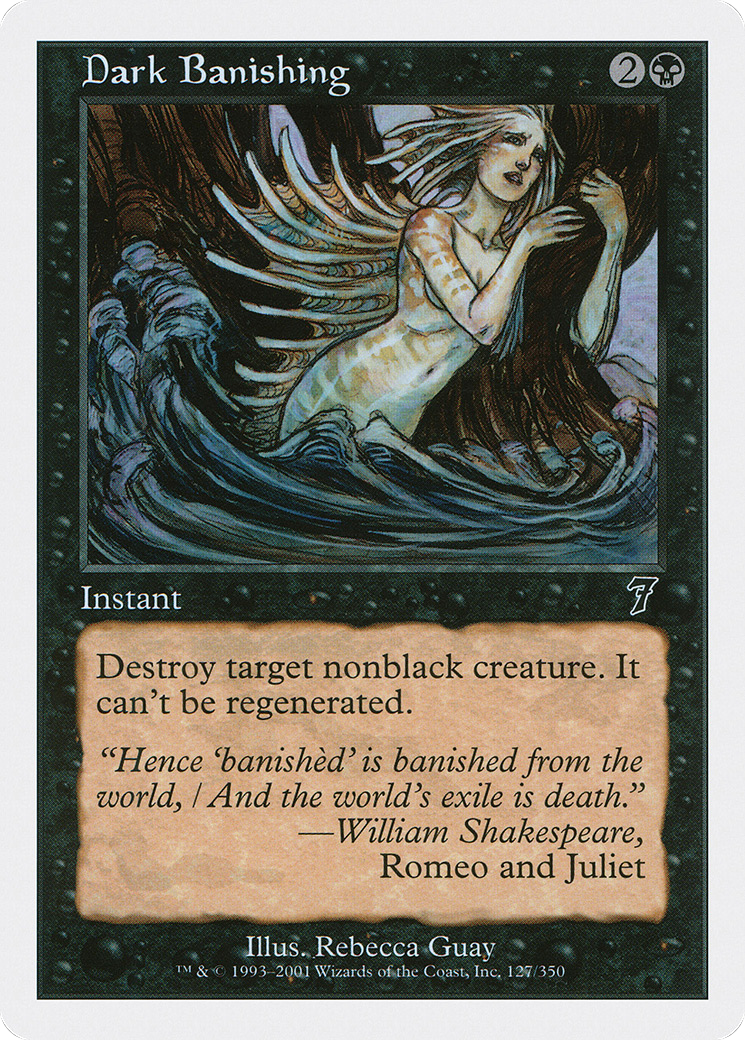 Dark Banishing
2
Instant
7
Destroy target nonblack creature. It
can't be regenerated.
“Hence ‘banishèd’ is banished from the
world, / And the world's exile is death.”
—William Shakespeare,
Romeo and Juliet
Illus. Rebecca Guay
™ & © 1993–2001 Wizards of the Coast, Inc. 127/350